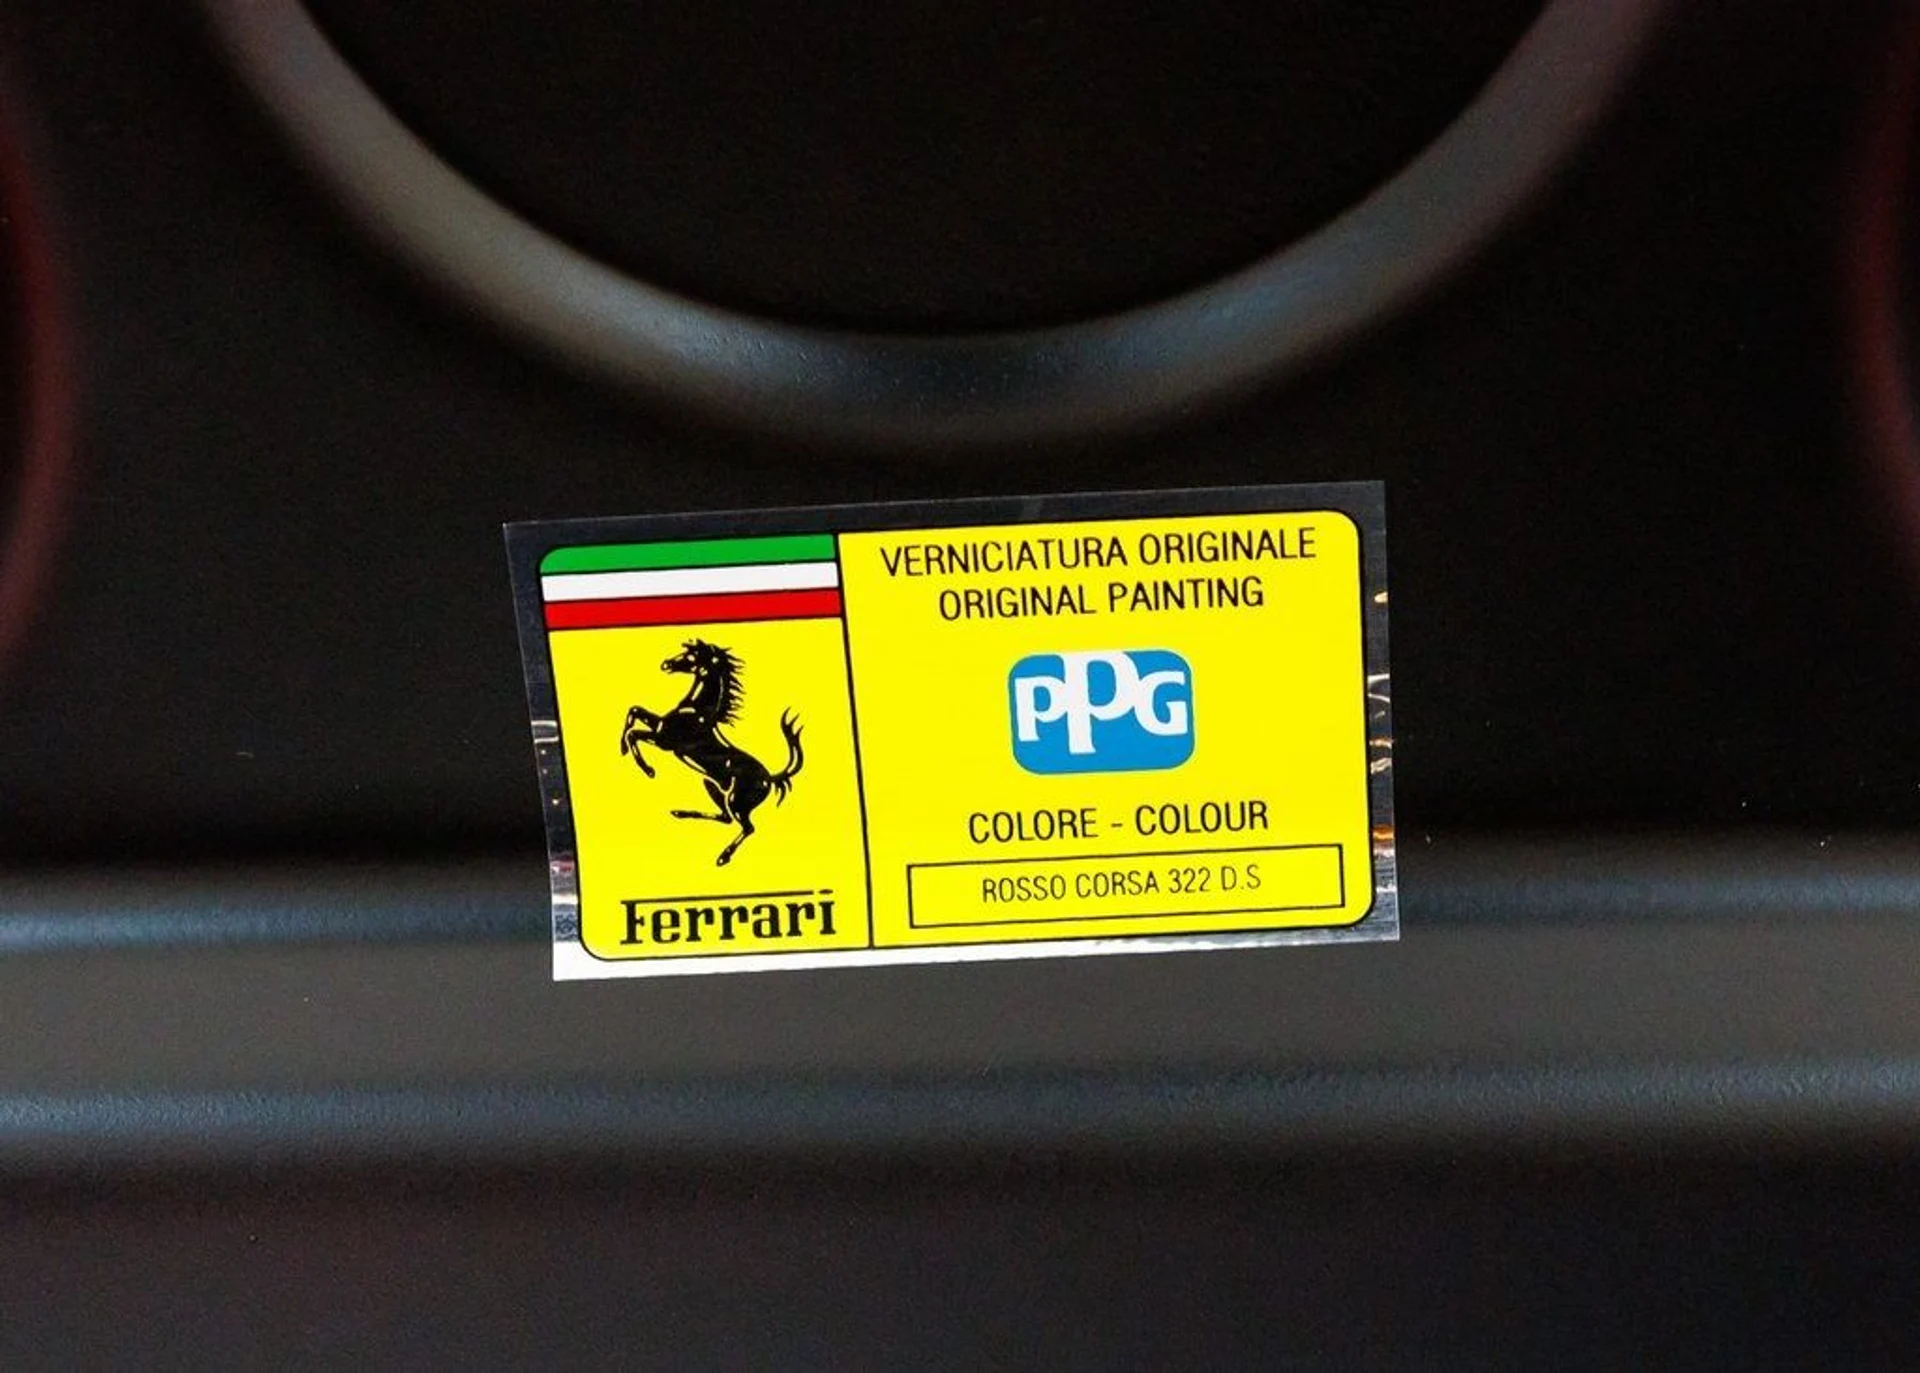 VERNICIATURA ORIGINALE
ORIGINAL PAINTING
PPG
COLORE - COLOUR
ROSSO CORSA 322 D.S
Ferrari